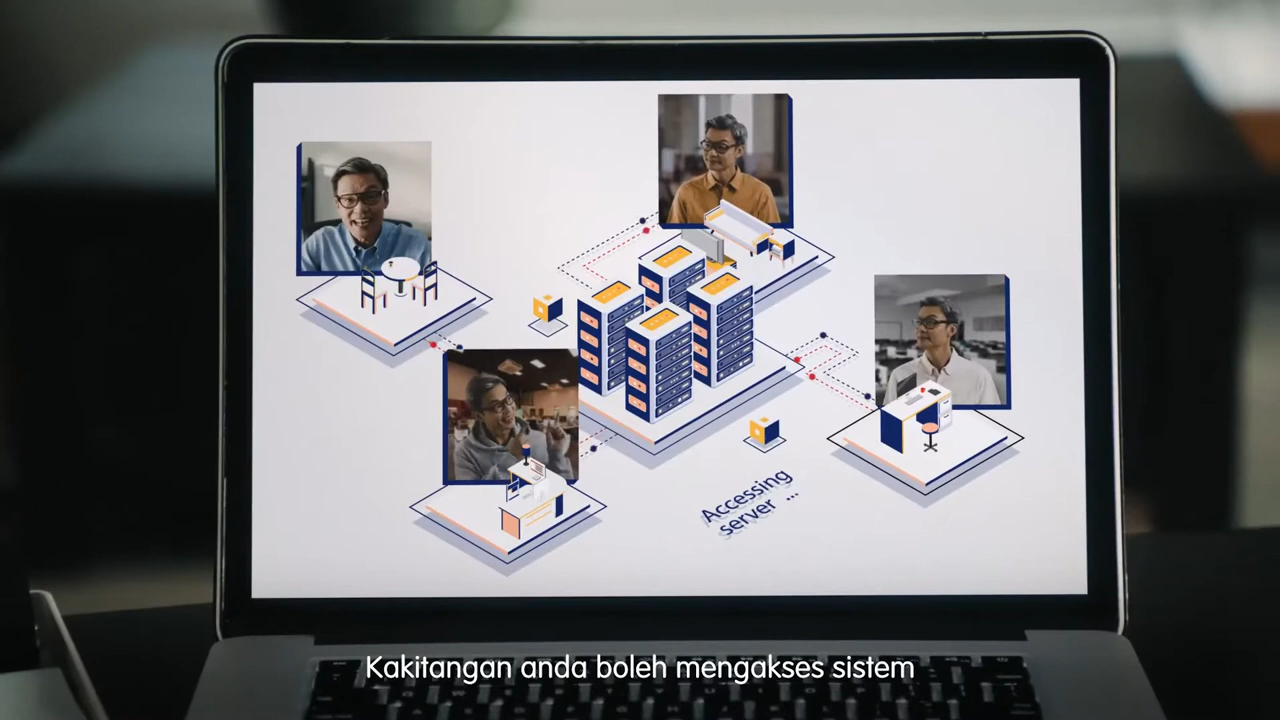 Accessing
server ...
Kakitangan anda boleh mengakses sistem